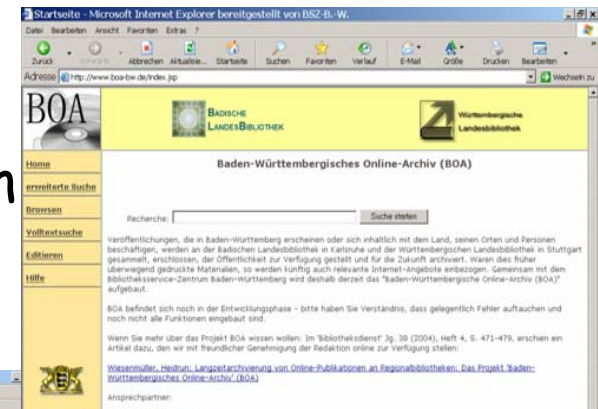 Startseite - Microsoft Internet Explorer bereitgestellt von BSZ-B.-W.
Datei Bearbeiten Ansicht Favoriten Extras ?
Zurück Abbrechen Aktualisie... Startseite Suchen Favoriten Verlauf E-Mail Größe Drucken Bearbeiten
Adresse http://www.boa-bw.de/index.jsp Wechseln zu
BOA
BADISCHE
LANDESBIBLIOTHEK
Württembergische
Landesbibliothek
Home
erweiterte Suche
Browsen
Volltextsuche
Editieren
Hilfe
Baden-Württembergisches Online-Archiv (BOA)
Recherche: Suche starten
Veröffentlichungen, die in Baden-Württemberg erscheinen oder sich inhaltlich mit dem Land, seinen Orten und Personen
beschäftigen, werden an der Badischen Landesbibliothek in Karlsruhe und der Württembergischen Landesbibliothek in Stuttgart
gesammelt, erschlossen, der Öffentlichkeit zur Verfügung gestellt und für die Zukunft archiviert. Waren dies früher
überwiegend gedruckte Materialien, so werden künftig auch relevante Internet-Angebote einbezogen. Gemeinsam mit dem
Bibliotheksservice-Zentrum Baden-Württemberg wird deshalb derzeit das "Baden-Württembergische Online-Archiv (BOA)"
aufgebaut.
BOA befindet sich noch in der Entwicklungsphase - bitte haben Sie Verständnis, dass gelegentlich Fehler auftauchen und
noch nicht alle Funktionen eingebaut sind.
Wenn Sie mehr über das Projekt BOA wissen wollen: Im 'Bibliotheksdienst' Jg. 38 (2004), Heft 4, S. 471-479, erschien ein
Artikel dazu, den wir mit freundlicher Genehmigung der Redaktion online zur Verfügung stellen:
Wiesenmüller, Heidrun: Langzeitarchivierung von Online-Publikationen an Regionalbibliotheken: Das Projekt 'Baden-
Württembergisches Online-Archiv' (BOA)
Ansprechpartner: